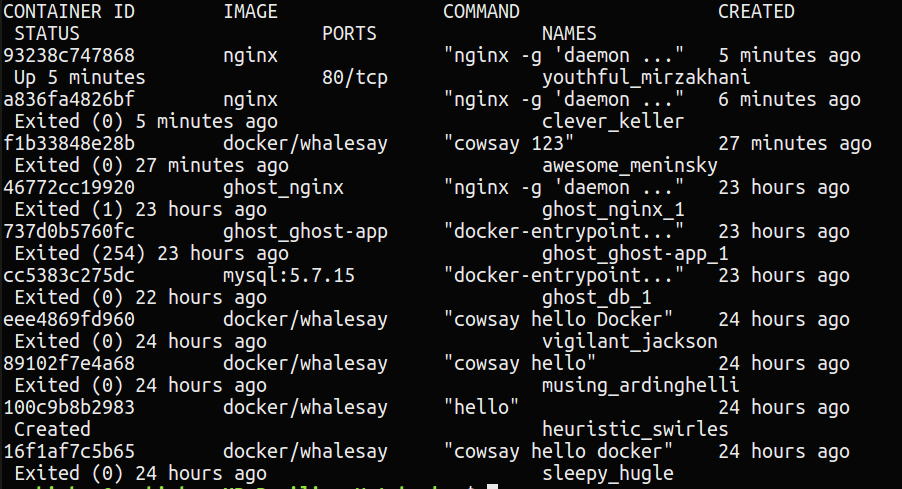 CONTAINER ID IMAGE COMMAND CREATED
STATUS PORTS NAMES
93238c747868 nginx "nginx -g 'daemon ..." 5 minutes ago
Up 5 minutes 80/tcp youthful_mirzakhani
a836fa4826bf nginx "nginx -g 'daemon ..." 6 minutes ago
Exited (0) 5 minutes ago clever_keller
f1b33848e28b docker/whalesay "cowsay 123" 27 minutes ago
Exited (0) 27 minutes ago awesome_meninsky
46772cc19920 ghost_nginx "nginx -g 'daemon ..." 23 hours ago
Exited (1) 23 hours ago ghost_nginx_1
737d0b5760fc ghost_ghost-app "docker-entrypoint..." 23 hours ago
Exited (254) 23 hours ago ghost_ghost-app_1
cc5383c275dc mysql:5.7.15 "docker-entrypoint..." 23 hours ago
Exited (0) 22 hours ago ghost_db_1
eee4869fd960 docker/whalesay "cowsay hello Docker" 24 hours ago
Exited (0) 24 hours ago vigilant_jackson
89102f7e4a68 docker/whalesay "cowsay hello" 24 hours ago
Exited (0) 24 hours ago musing_ardinghelli
100c9b8b2983 docker/whalesay "hello" 24 hours ago
Created heuristic_swirles
16f1af7c5b65 docker/whalesay "cowsay hello docker" 24 hours ago
Exited (0) 24 hours ago sleepy_hugle